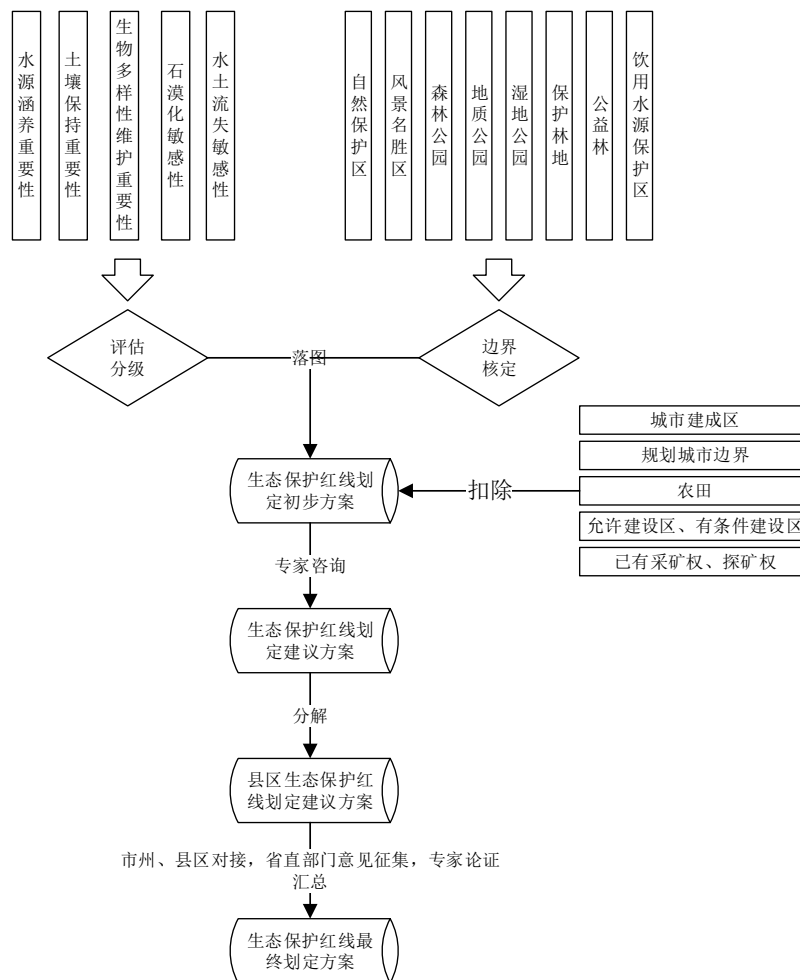 水源涵养重要性
土壤保持重要性
生物多样性维护重要性
石漠化敏感性
水土流失敏感性
自然保护区
风景名胜区
森林公园
地质公园
湿地公园
保护林地
公益林
饮用水源保护区
评估
分级
落图
边界
核定
城市建成区
规划城市边界
农田
允许建设区、有条件建设区
已有采矿权、探矿权
扣除
生态保护红线划
定初步方案
专家咨询
生态保护红线划
定建议方案
分解
县区生态保护红
线划定建议方案
市州、县区对接，省直部门意见征集，专家论证
汇总
生态保护红线最
终划定方案